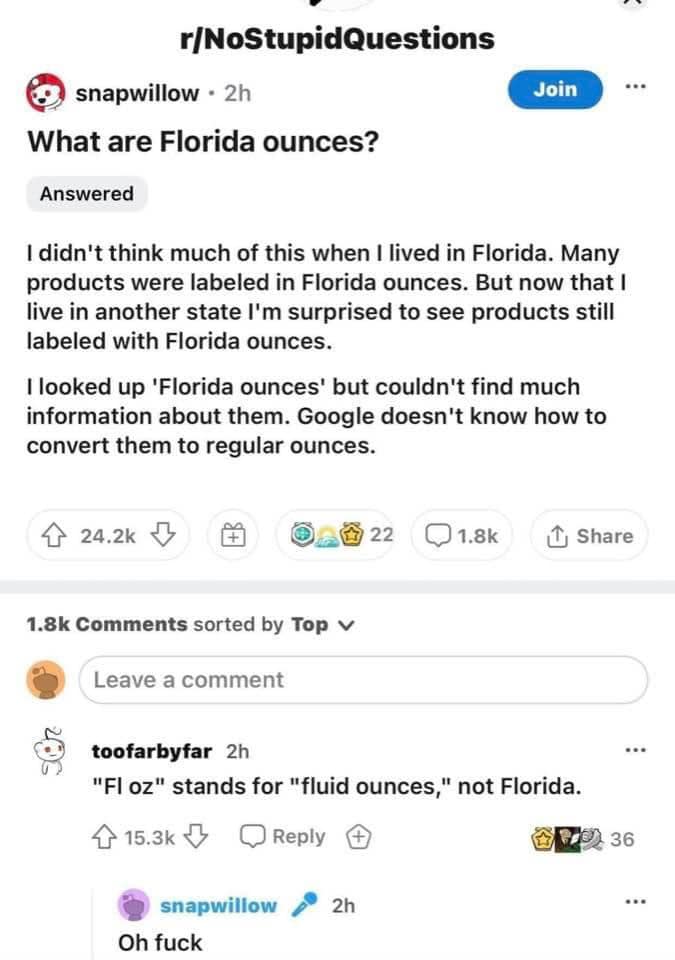 r/NoStupidQuestions
snapwillow • 2h
Join
What are Florida ounces?
Answered
I didn't think much of this when I lived in Florida. Many
products were labeled in Florida ounces. But now that I
live in another state I'm surprised to see products still
labeled with Florida ounces.
I looked up 'Florida ounces' but couldn't find much
information about them. Google doesn't know how to
convert them to regular ounces.
24.2k
22
1.8k
Share
1.8k Comments sorted by Top
Leave a comment
toofarbyfar 2h
"Fl oz" stands for "fluid ounces," not Florida.
15.3k
Reply
36
snapwillow 2h
Oh fuck